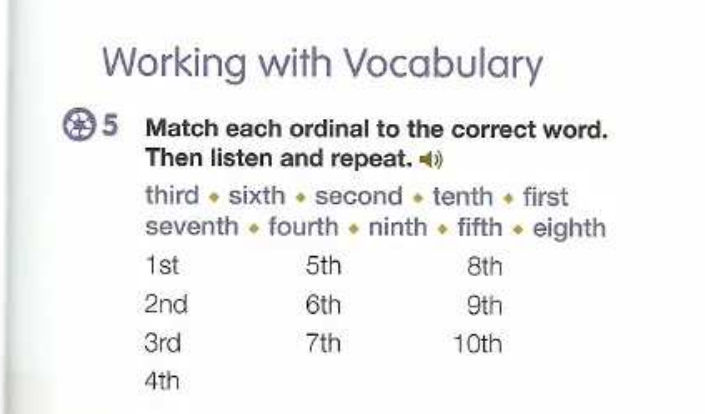 Working with Vocabulary
5 Match each ordinal to the correct word.
Then listen and repeat.
third • sixth • second • tenth • first
seventh • fourth • ninth • fifth • eighth
1st 5th 8th
2nd 6th 9th
3rd 7th 10th
4th